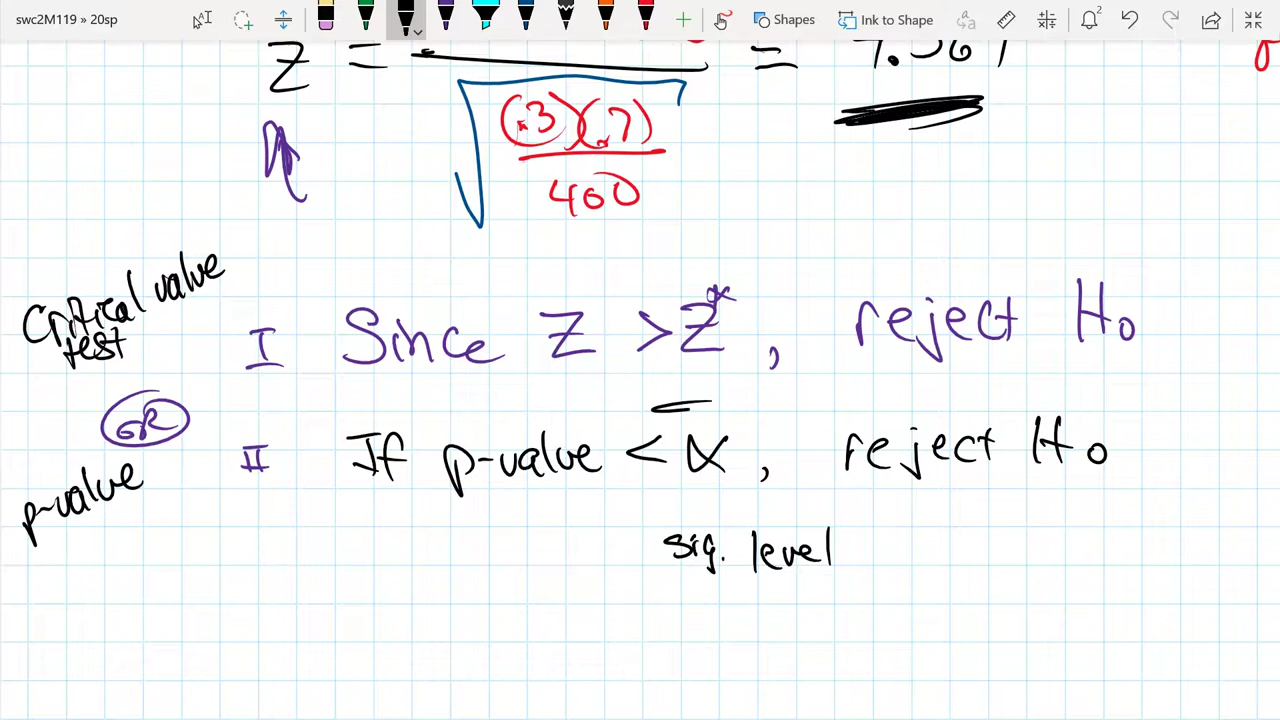 swc2M119 » 20sp
Shapes
Ink to Shape
Z = =
(.3)(.7)
400
Critical value
test
I Since Z > Z*, reject H₀
OR
II If p-value < α, reject H₀
p-value
sig. level